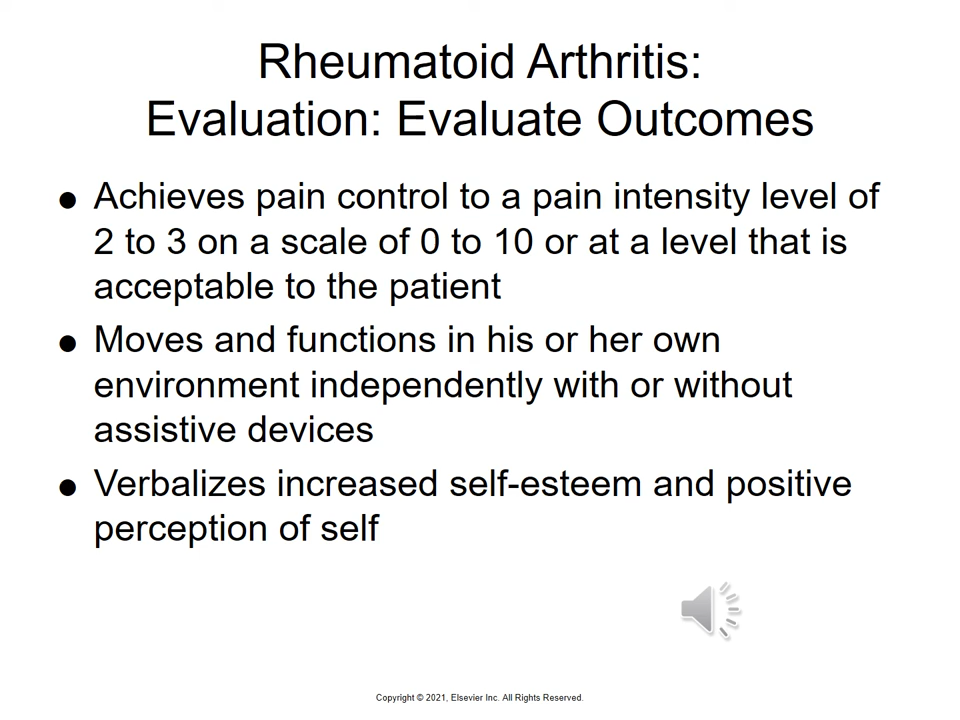 Rheumatoid Arthritis:
Evaluation: Evaluate Outcomes
● Achieves pain control to a pain intensity level of
2 to 3 on a scale of 0 to 10 or at a level that is
acceptable to the patient
● Moves and functions in his or her own
environment independently with or without
assistive devices
● Verbalizes increased self-esteem and positive
perception of self
Copyright © 2021, Elsevier Inc. All Rights Reserved.